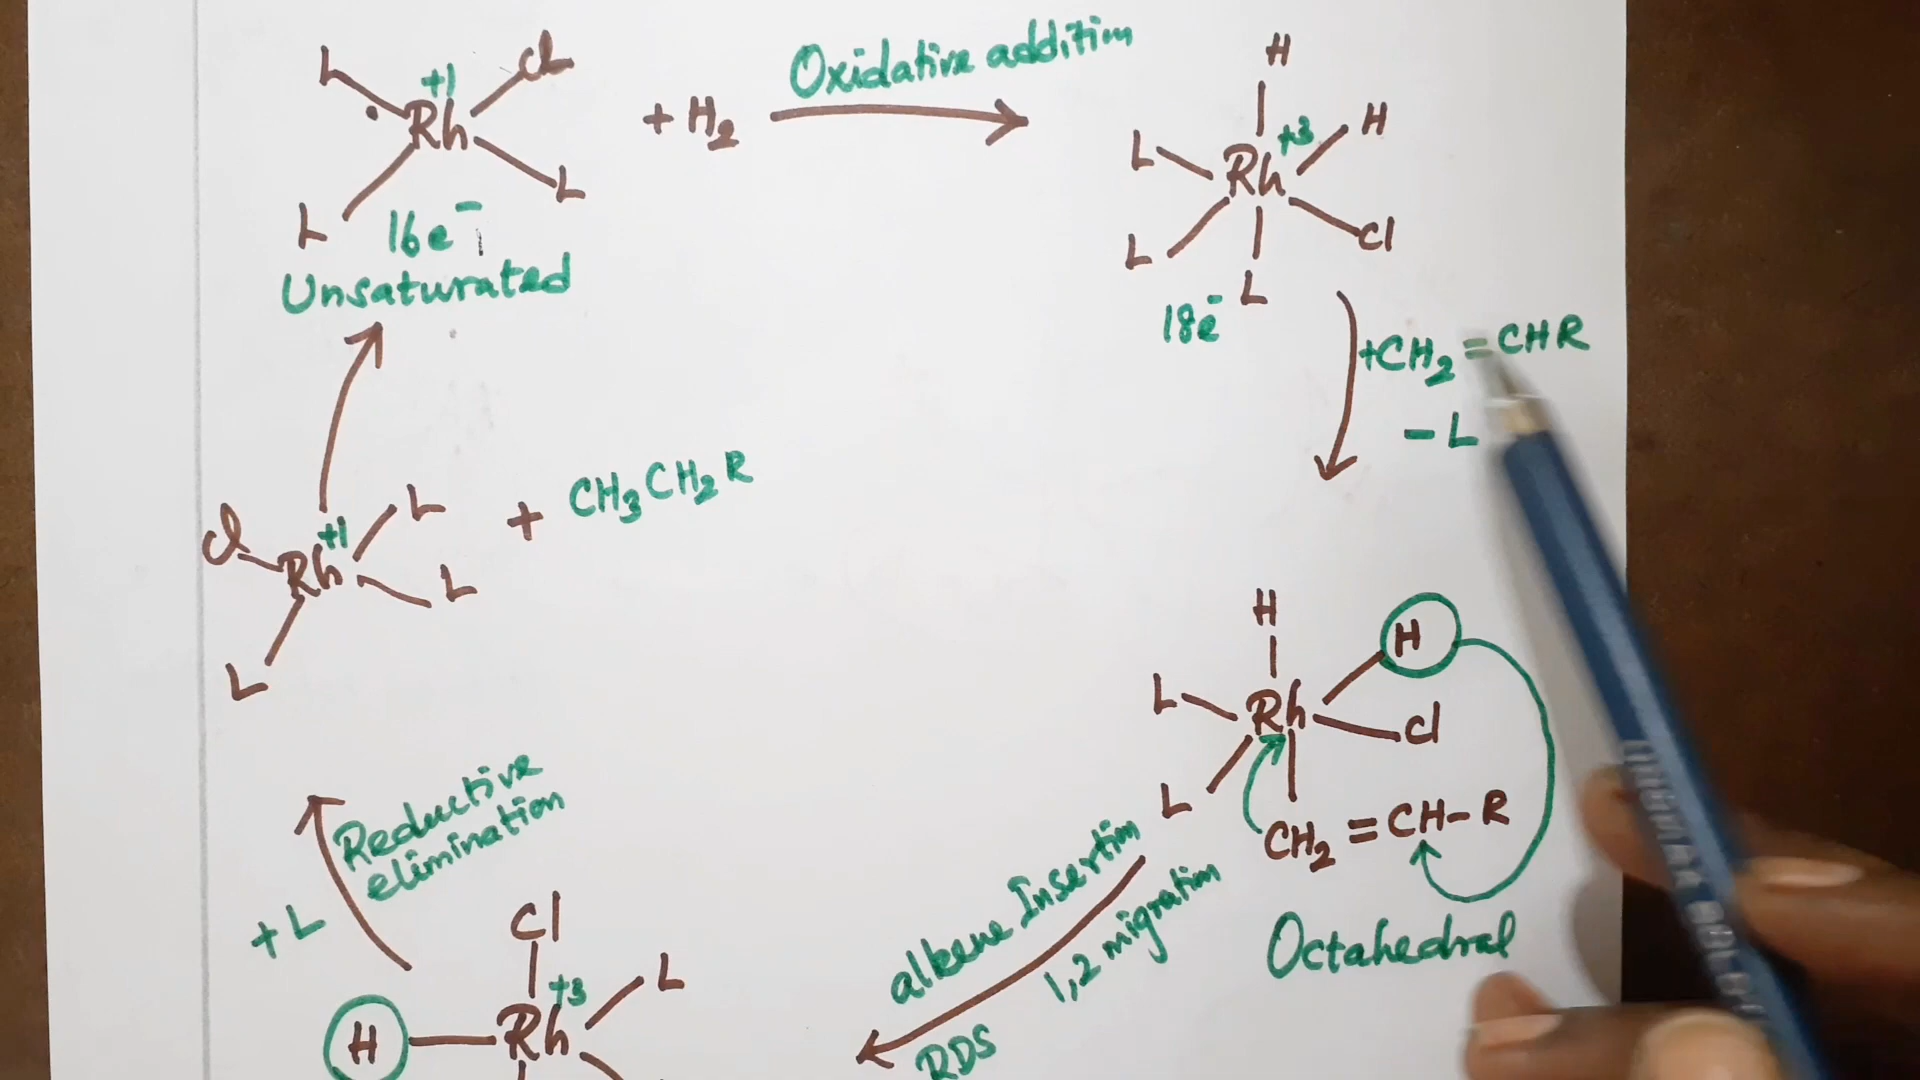 L
+1
Cl
Rh
L
L
16e⁻
Unsaturated
+ H₂
Oxidative addition
H
H
+3
L
Rh
L
Cl
L
18e⁻
+CH₂=CHR
- L
H
H
L
Rh
Cl
L
CH₂=CH-R
Octahedral
alkene Insertion
1,2 migration
RDS
Cl
+3
L
H
Rh
Reductive
elimination
+ L
+1
L
Cl
Rh
L
L
+ CH₃CH₂R